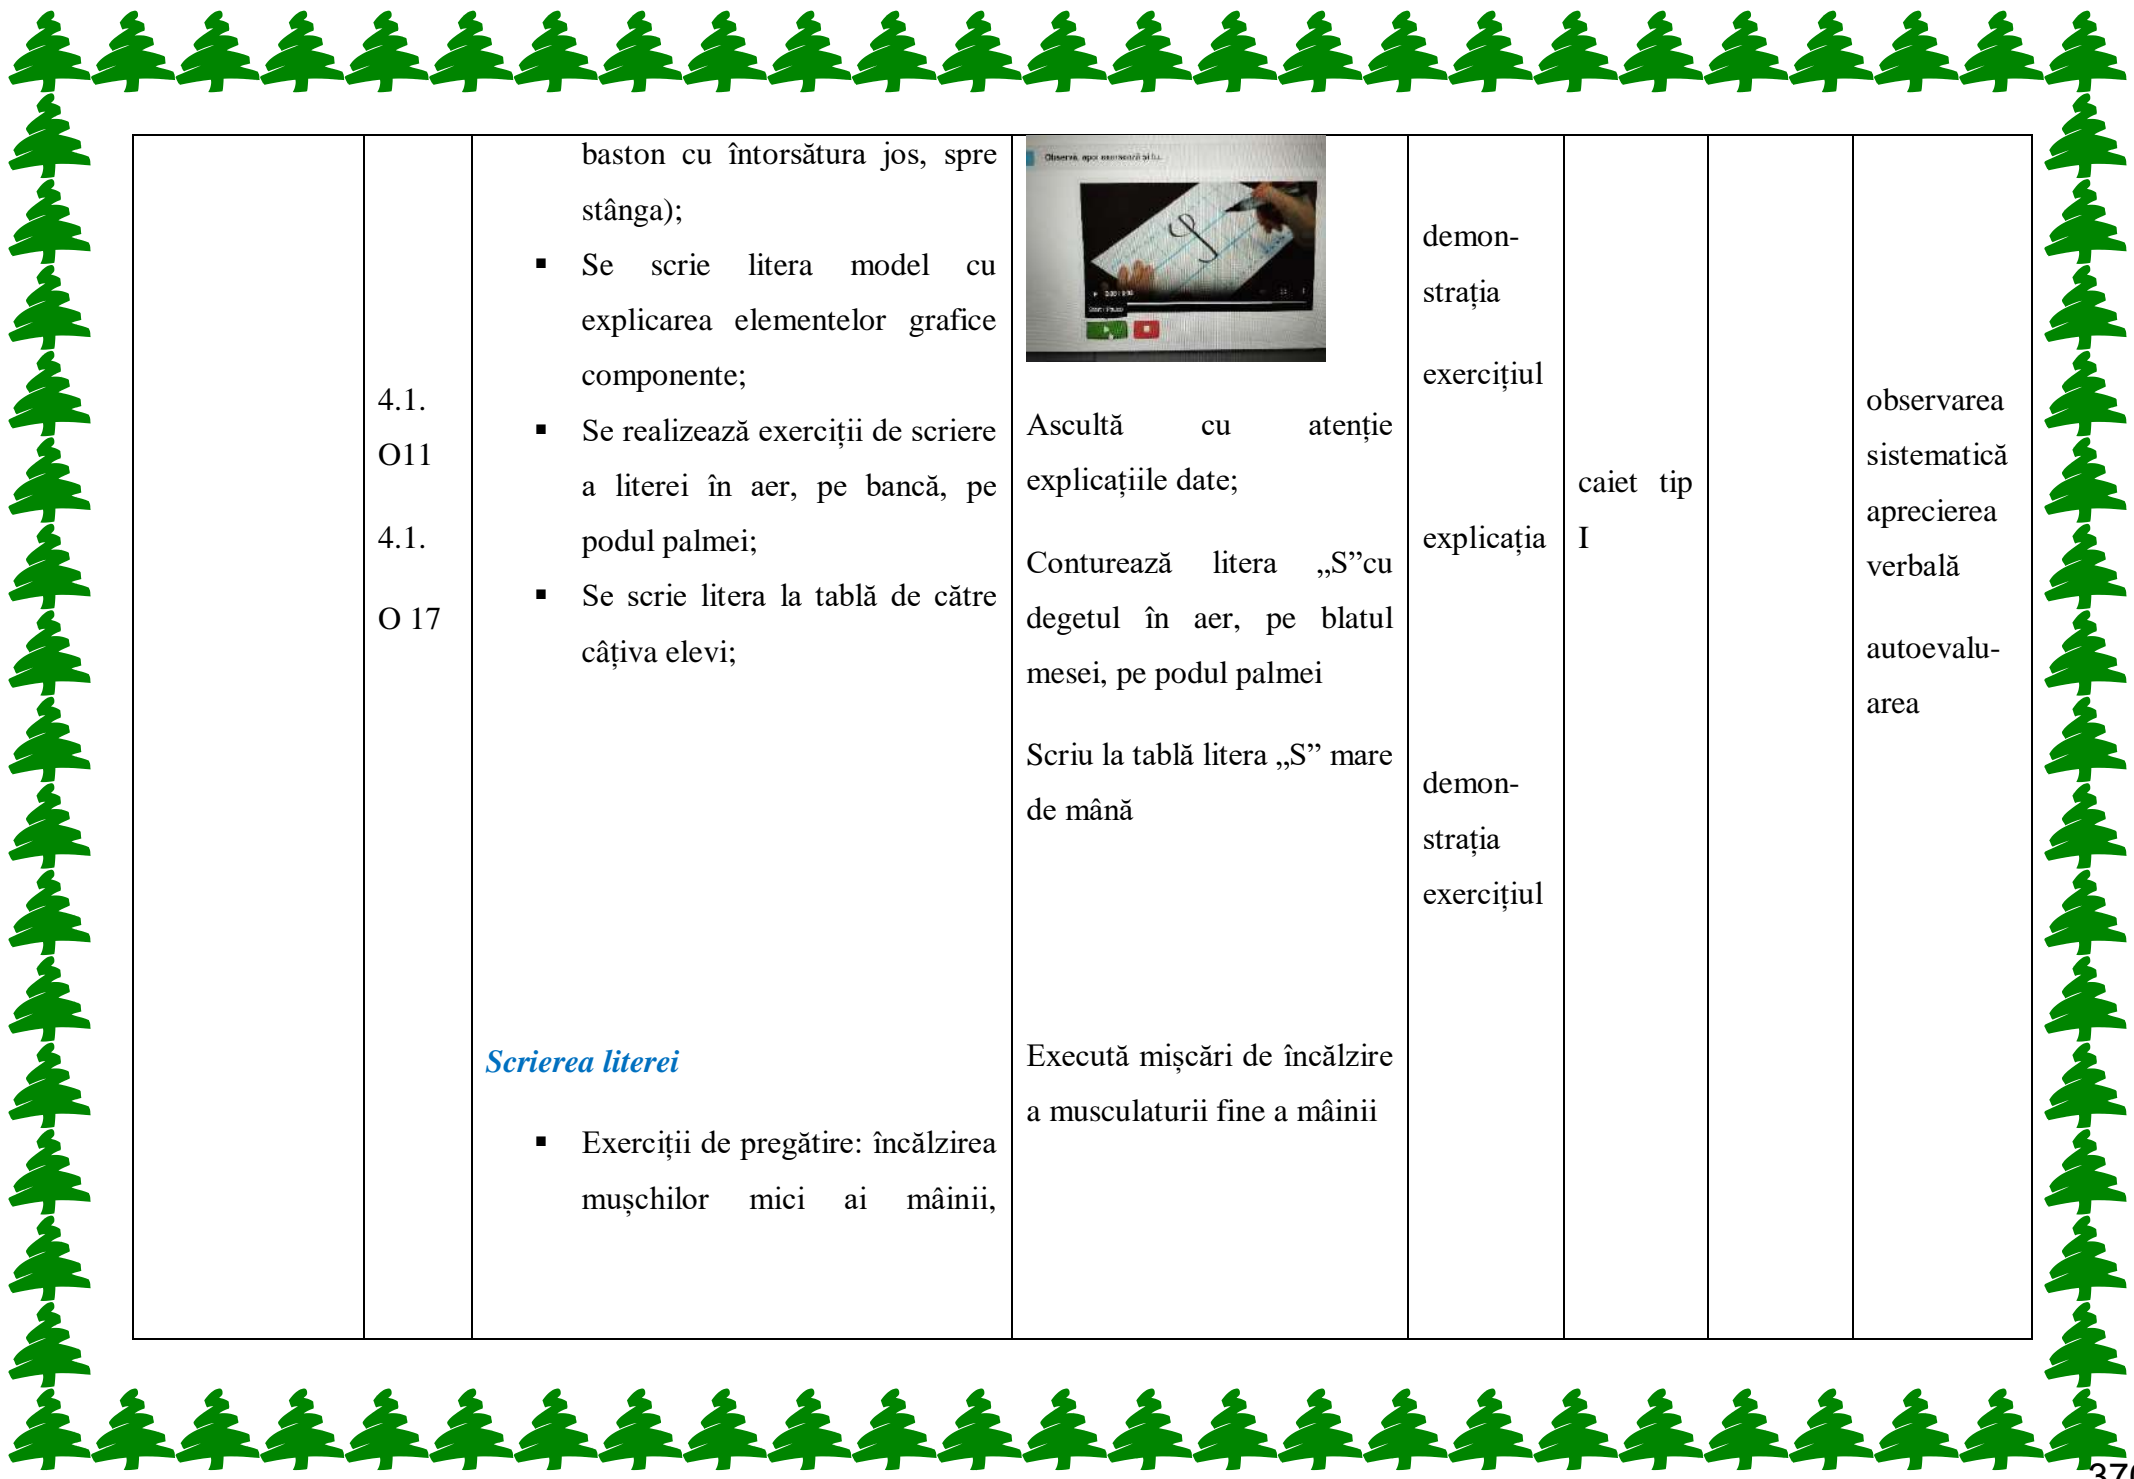 4.1.
O11
4.1.
O 17
baston cu întorsătura jos, spre
stânga);
▪ Se scrie litera model cu
explicarea elementelor grafice
componente;
▪ Se realizează exerciții de scriere
a literei în aer, pe bancă, pe
podul palmei;
▪ Se scrie litera la tablă de către
câțiva elevi;
Scrierea literei
▪ Exerciții de pregătire: încălzirea
mușchilor mici ai mâinii,
Observă, apoi
Ascultă cu atenție
explicațiile date;
Conturează litera „S”cu
degetul în aer, pe blatul
mesei, pe podul palmei
Scriu la tablă litera „S” mare
de mână
Execută mișcări de încălzire
a musculaturii fine a mâinii
demon-
strația
exercițiul
explicația
demon-
strația
exercițiul
caiet tip
I
observarea
sistematică
aprecierea
verbală
autoevalu-
area